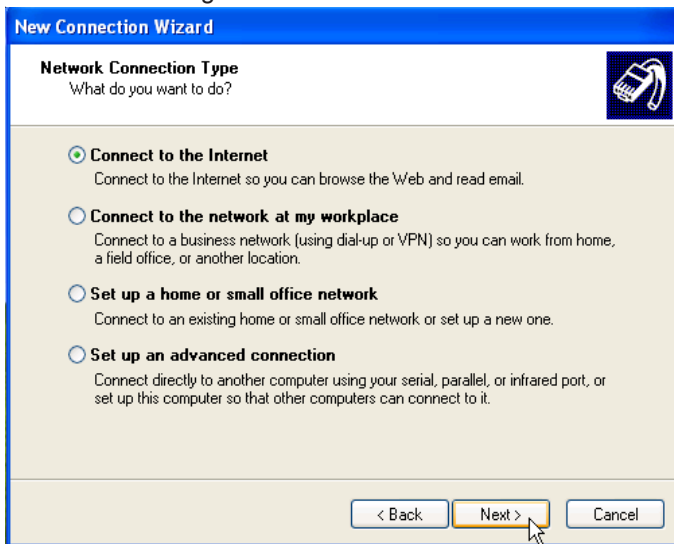 New Connection Wizard
Network Connection Type
What do you want to do?
Connect to the Internet
Connect to the Internet so you can browse the Web and read email.
Connect to the network at my workplace
Connect to a business network (using dial-up or VPN) so you can work from home,
a field office, or another location.
Set up a home or small office network
Connect to an existing home or small office network or set up a new one.
Set up an advanced connection
Connect directly to another computer using your serial, parallel, or infrared port, or
set up this computer so that other computers can connect to it.
< Back Next > Cancel